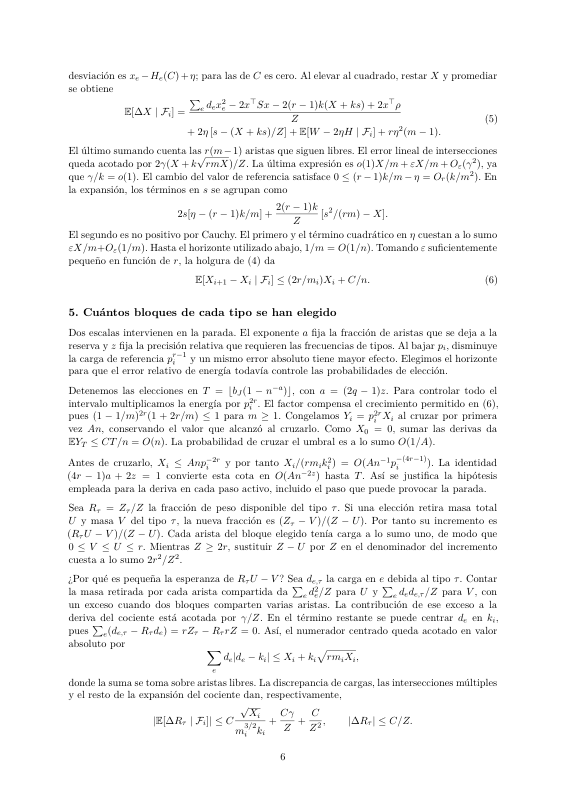 desviación es $x_e - H_e(C) + \eta$; para las de $C$ es cero. Al elevar al cuadrado, restar $X$ y promediar
se obtiene
$\mathbb{E}[\Delta X \mid \mathcal{F}_i] = \frac{\sum_e d_e x_e^2 - 2x^\top Sx - 2(r-1)k(X+ks) + 2x^\top\rho}{Z}$
$+ 2\eta\,[s - (X+ks)/Z] + \mathbb{E}[W - 2\eta H \mid \mathcal{F}_i] + r\eta^2(m-1).$ (5)
El último sumando cuenta las $r(m-1)$ aristas que siguen libres. El error lineal de intersecciones
queda acotado por $2\gamma(X + k\sqrt{rmX})/Z$. La última expresión es $o(1)X/m + \varepsilon X/m + O_\varepsilon(\gamma^2)$, ya
que $\gamma/k = o(1)$. El cambio del valor de referencia satisface $0 \le (r-1)k/m - \eta = O_r(k/m^2)$. En
la expansión, los términos en $s$ se agrupan como
$2s[\eta - (r-1)k/m] + \frac{2(r-1)k}{Z}\,[s^2/(rm) - X].$
El segundo es no positivo por Cauchy. El primero y el término cuadrático en $\eta$ cuestan a lo sumo
$\varepsilon X/m + O_\varepsilon(1/m)$. Hasta el horizonte utilizado abajo, $1/m = O(1/n)$. Tomando $\varepsilon$ suficientemente
pequeño en función de $r$, la holgura de (4) da
$\mathbb{E}[X_{i+1} - X_i \mid \mathcal{F}_i] \le (2r/m_i)X_i + C/n.$ (6)
5. Cuántos bloques de cada tipo se han elegido
Dos escalas intervienen en la parada. El exponente $a$ fija la fracción de aristas que se deja a la
reserva y $z$ fija la precisión relativa que requieren las frecuencias de tipos. Al bajar $p_i$, disminuye
la carga de referencia $p_i^{r-1}$ y un mismo error absoluto tiene mayor efecto. Elegimos el horizonte
para que el error relativo de energía todavía controle las probabilidades de elección.
Detenemos las elecciones en $T = \lfloor b_J(1 - n^{-a})\rfloor$, con $a = (2q-1)z$. Para controlar todo el
intervalo multiplicamos la energía por $p_i^{2r}$. El factor compensa el crecimiento permitido en (6),
pues $(1 - 1/m)^{2r}(1 + 2r/m) \le 1$ para $m \ge 1$. Congelamos $Y_i = p_i^{2r}X_i$ al cruzar por primera
vez $An$, conservando el valor que alcanzó al cruzarlo. Como $X_0 = 0$, sumar las derivas da
$\mathbb{E}Y_T \le CT/n = O(n)$. La probabilidad de cruzar el umbral es a lo sumo $O(1/A)$.
Antes de cruzarlo, $X_i \le Anp_i^{-2r}$ y por tanto $X_i/(rm_ik_i^2) = O(An^{-1}p_i^{-(4r-1)})$. La identidad
$(4r-1)a + 2z = 1$ convierte esta cota en $O(An^{-2z})$ hasta $T$. Así se justifica la hipótesis
empleada para la deriva en cada paso activo, incluido el paso que puede provocar la parada.
Sea $R_\tau = Z_\tau/Z$ la fracción de peso disponible del tipo $\tau$. Si una elección retira masa total
$U$ y masa $V$ del tipo $\tau$, la nueva fracción es $(Z_\tau - V)/(Z - U)$. Por tanto su incremento es
$(R_\tau U - V)/(Z - U)$. Cada arista del bloque elegido tenía carga a lo sumo uno, de modo que
$0 \le V \le U \le r$. Mientras $Z \ge 2r$, sustituir $Z - U$ por $Z$ en el denominador del incremento
cuesta a lo sumo $2r^2/Z^2$.
¿Por qué es pequeña la esperanza de $R_\tau U - V$? Sea $d_{e,\tau}$ la carga en $e$ debida al tipo $\tau$. Contar
la masa retirada por cada arista compartida da $\sum_e d_e^2/Z$ para $U$ y $\sum_e d_e d_{e,\tau}/Z$ para $V$, con
un exceso cuando dos bloques comparten varias aristas. La contribución de ese exceso a la
deriva del cociente está acotada por $\gamma/Z$. En el término restante se puede centrar $d_e$ en $k_i$,
pues $\sum_e(d_{e,\tau} - R_\tau d_e) = rZ_\tau - R_\tau rZ = 0$. Así, el numerador centrado queda acotado en valor
absoluto por
$\sum_e d_e|d_e - k_i| \le X_i + k_i\sqrt{rm_iX_i},$
donde la suma se toma sobre aristas libres. La discrepancia de cargas, las intersecciones múltiples
y el resto de la expansión del cociente dan, respectivamente,
$|\mathbb{E}[\Delta R_\tau \mid \mathcal{F}_i]| \le C\frac{\sqrt{X_i}}{m_i^{3/2}k_i} + \frac{C\gamma}{Z} + \frac{C}{Z^2}, \qquad |\Delta R_\tau| \le C/Z.$
6